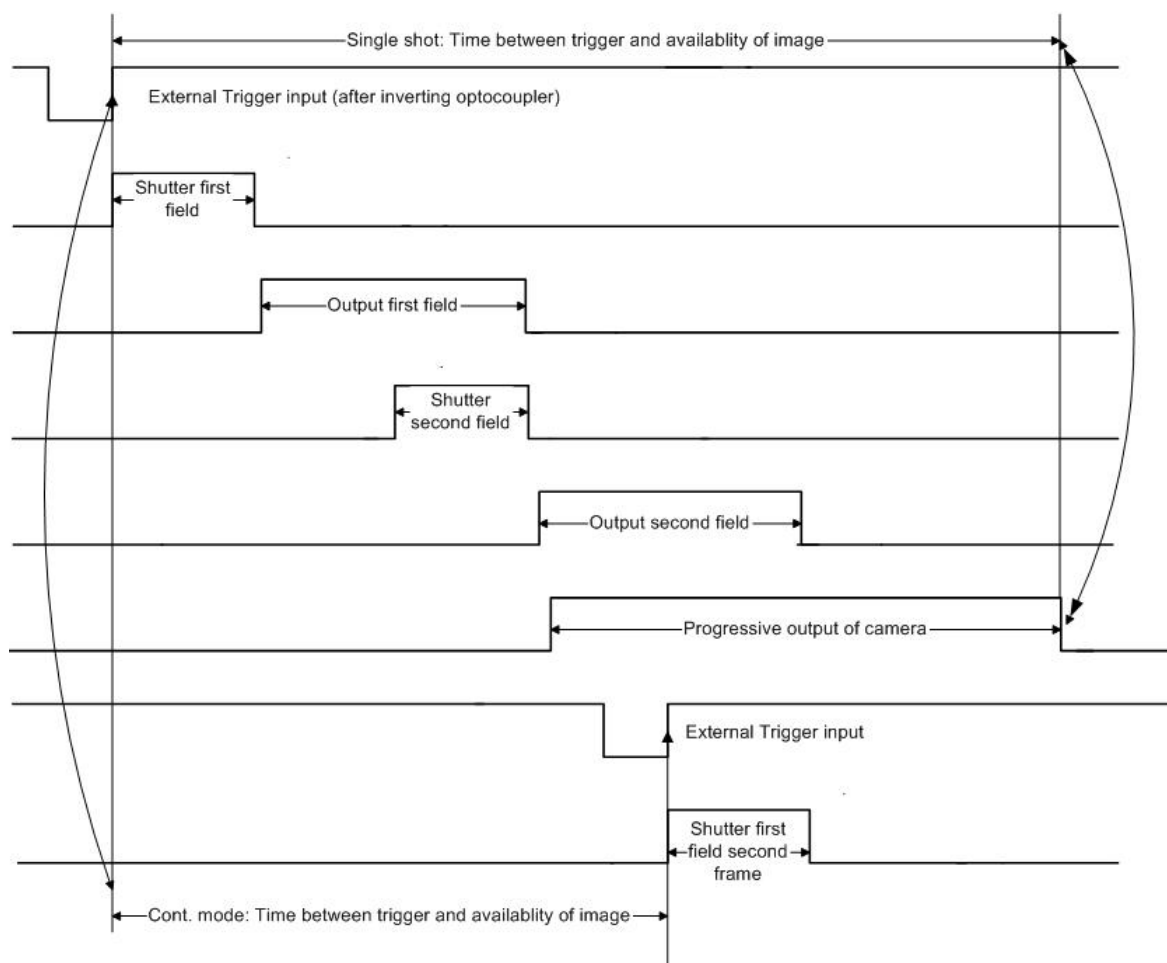 Single shot: Time between trigger and availablity of image
External Trigger input (after inverting optocoupler)
Shutter first
field
Output first field
Shutter
second field
Output second field
Progressive output of camera
External Trigger input
Shutter first
field second
frame
Cont. mode: Time between trigger and availablity of image